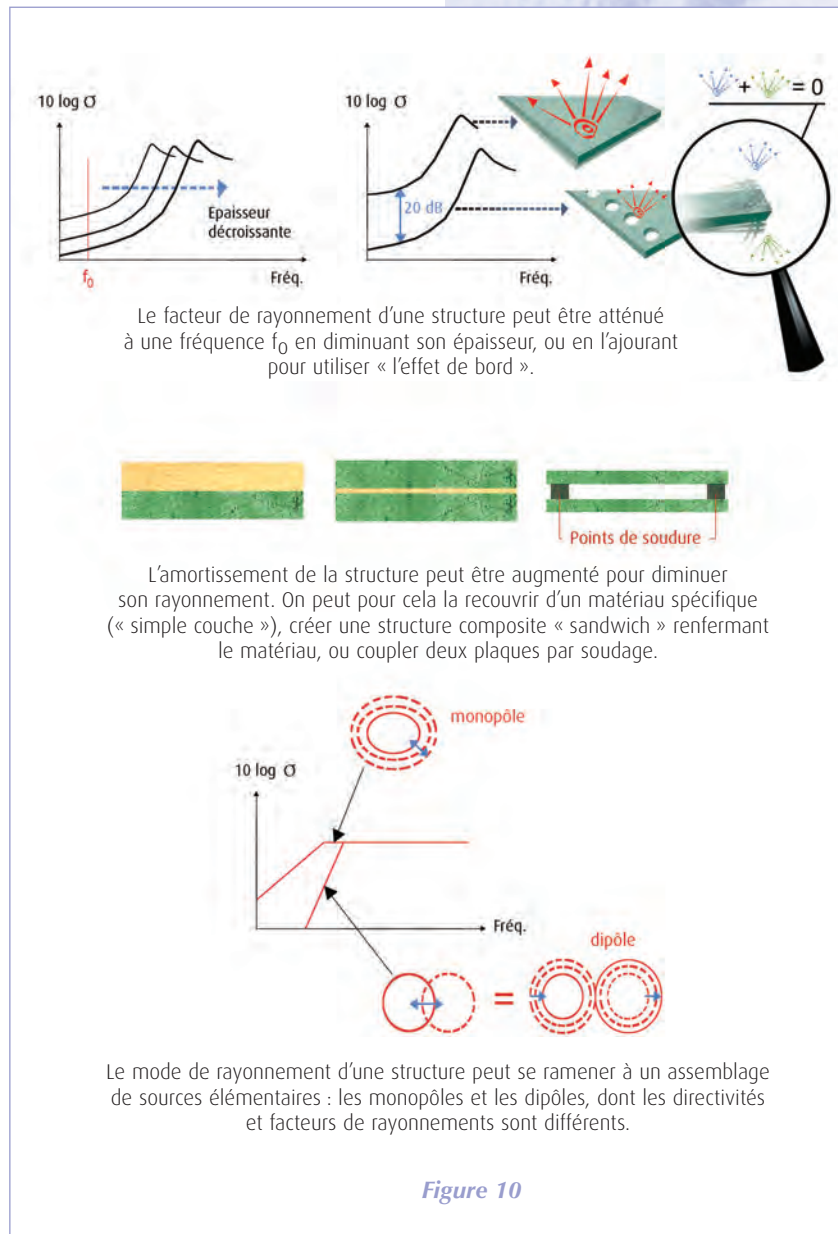 10 log σ
Epaisseur
décroissante
f0
Fréq.
10 log σ
20 dB
Fréq.
+ = 0
Le facteur de rayonnement d’une structure peut être atténué
à une fréquence f0 en diminuant son épaisseur, ou en l’ajourant
pour utiliser « l’effet de bord ».
Points de soudure
L’amortissement de la structure peut être augmenté pour diminuer
son rayonnement. On peut pour cela la recouvrir d’un matériau spécifique
(« simple couche »), créer une structure composite « sandwich » renfermant
le matériau, ou coupler deux plaques par soudage.
monopôle
10 log σ
Fréq.
dipôle
=
Le mode de rayonnement d’une structure peut se ramener à un assemblage
de sources élémentaires : les monopôles et les dipôles, dont les directivités
et facteurs de rayonnements sont différents.
Figure 10